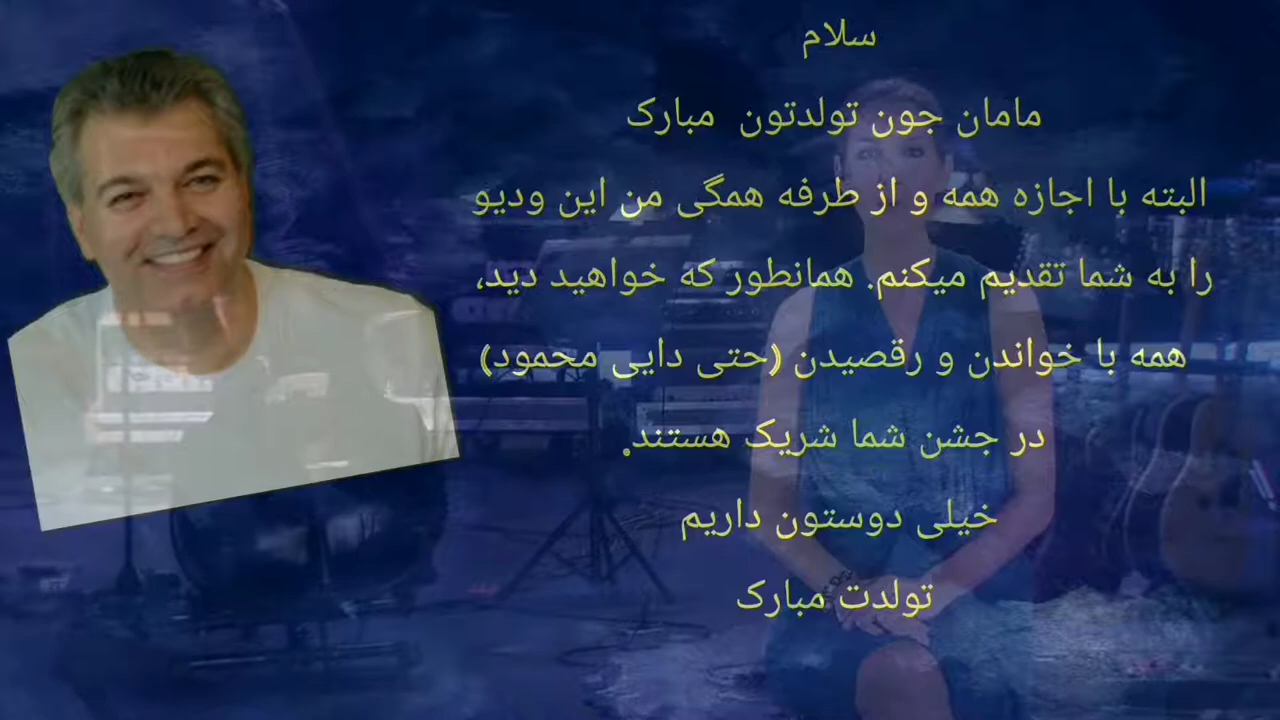 سلام
مامان جون تولدتون مبارک
البته با اجازه همه و از طرفه همگی من این ودیو
را به شما تقدیم میکنم. همانطور که خواهید دید،
همه با خواندن و رقصیدن (حتی دایی محمود)
در جشن شما شریک هستند.
خیلی دوستون داریم
تولدت مبارک